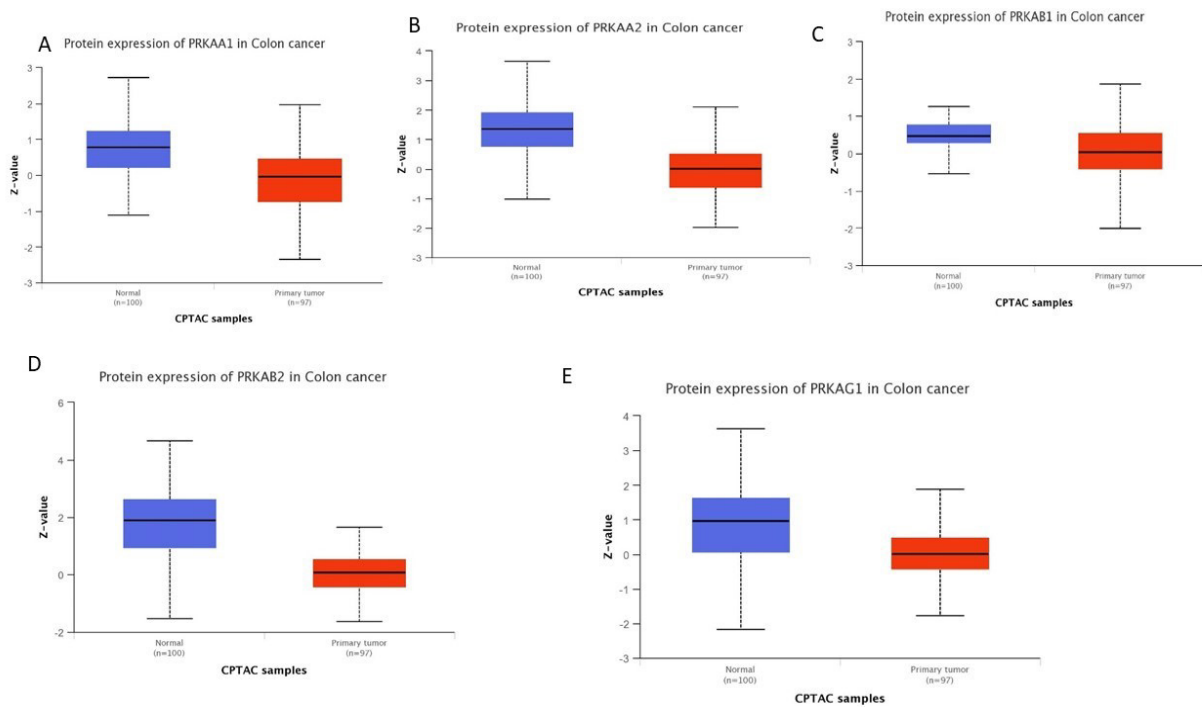 A
Protein expression of PRKAA1 in Colon cancer
Z-value
3
2
1
0
-1
-2
-3
Normal
(n=100)
Primary tumor
(n=97)
CPTAC samples
B
Protein expression of PRKAA2 in Colon cancer
Z-value
4
3
2
1
0
-1
-2
-3
Normal
(n=100)
Primary tumor
(n=97)
CPTAC samples
C
Protein expression of PRKAB1 in Colon cancer
Z-value
3
2
1
0
-1
-2
-3
Normal
(n=100)
Primary tumor
(n=97)
CPTAC samples
D
Protein expression of PRKAB2 in Colon cancer
Z-value
6
4
2
0
-2
Normal
(n=100)
Primary tumor
(n=97)
CPTAC samples
E
Protein expression of PRKAG1 in Colon cancer
Z-value
4
3
2
1
0
-1
-2
-3
Normal
(n=100)
Primary tumor
(n=97)
CPTAC samples